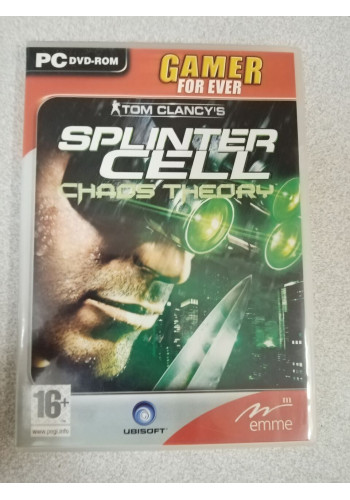 PC DVD-ROM
GAMER
FOR EVER
TOM CLANCY'S
SPLINTER
CELL
CHAOS THEORY
16+
www.pegi.info
UBISOFT
emme